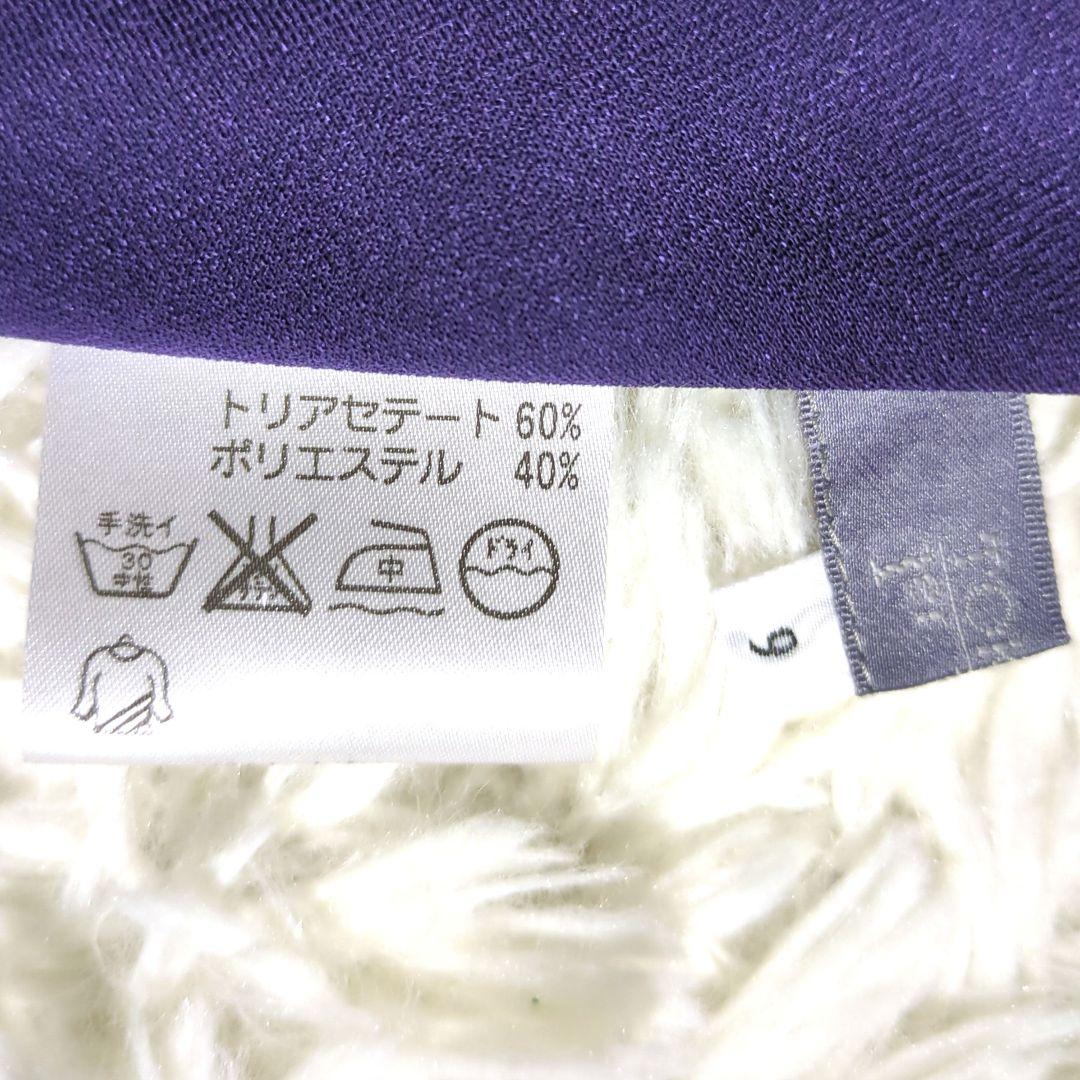 トリアセテート 60%
ポリエステル 40%
手洗イ
30
中性
中
ドライ
9